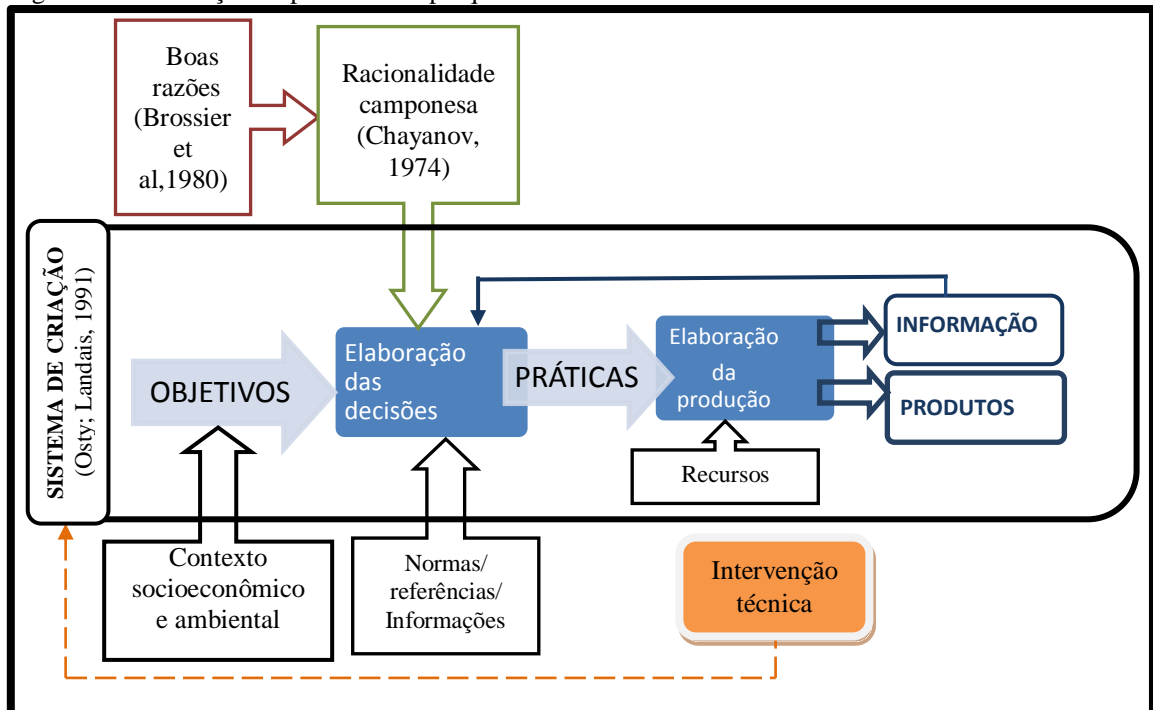 Boas
razões
(Brossier
et
al,1980)
Racionalidade
camponesa
(Chayanov,
1974)
SISTEMA DE CRIAÇÃO
(Osty; Landais, 1991)
OBJETIVOS
Elaboração
das
decisões
PRÁTICAS
Elaboração
da
produção
INFORMAÇÃO
PRODUTOS
Recursos
Contexto
socioeconômico
e ambiental
Normas/
referências/
Informações
Intervenção
técnica